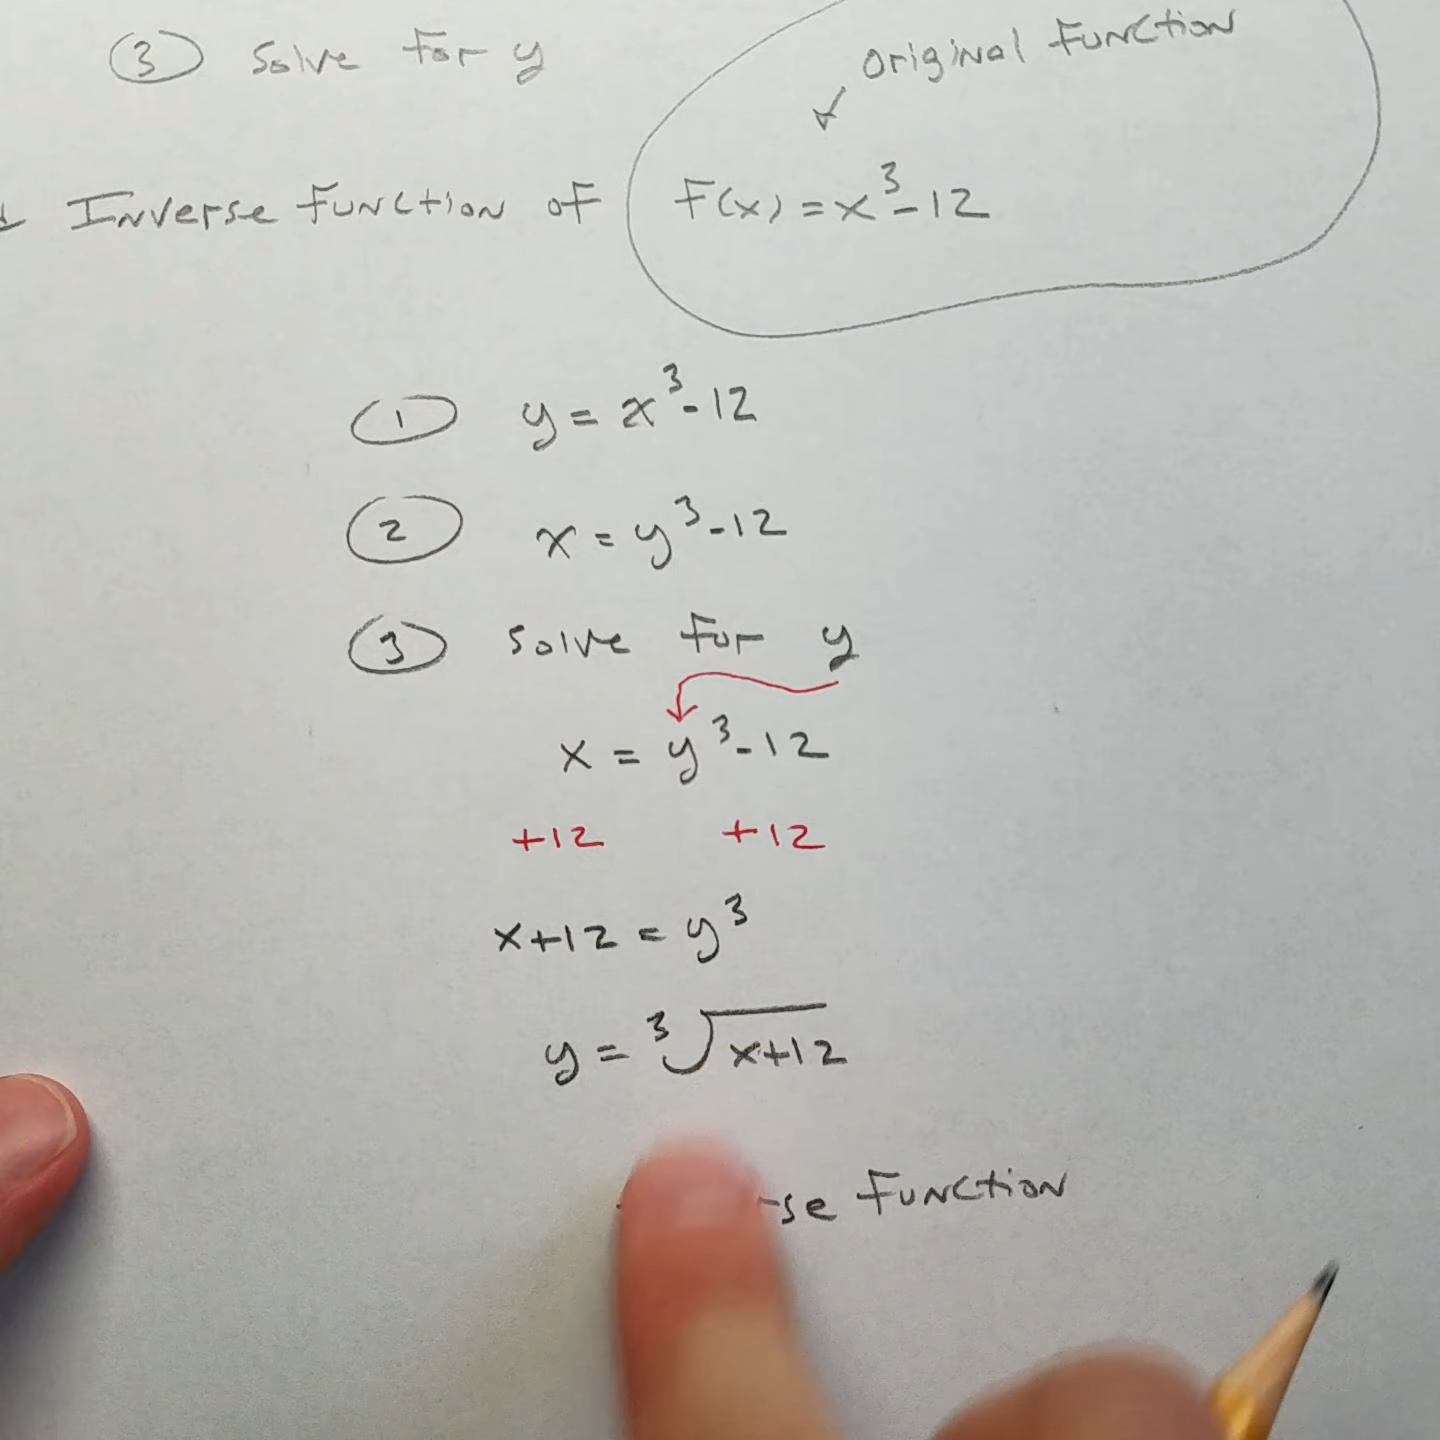 ③ Solve for y
Original Function
Inverse Function of F(x) = x³-12
① y = x³-12
② x = y³-12
③ Solve for y
x = y³-12
+12 +12
x+12 = y³
y = ³√x+12
Function